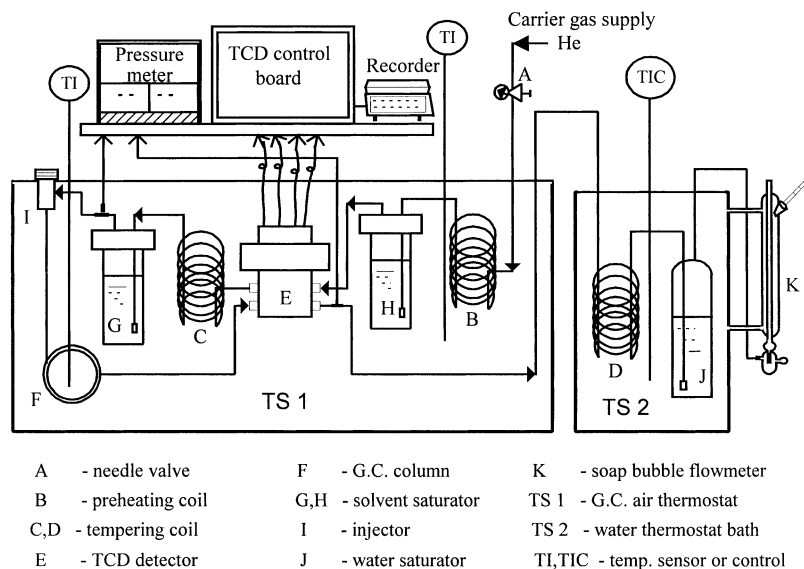 Carrier gas supply
He
A
TI
TIC
TI
Pressure
meter
TCD control
board
Recorder
I
G
C
E
H
B
F
TS 1
D
J
TS 2
K
A - needle valve
B - preheating coil
C,D - tempering coil
E - TCD detector
F - G.C. column
G,H - solvent saturator
I - injector
J - water saturator
K - soap bubble flowmeter
TS 1 - G.C. air thermostat
TS 2 - water thermostat bath
TI,TIC - temp. sensor or control